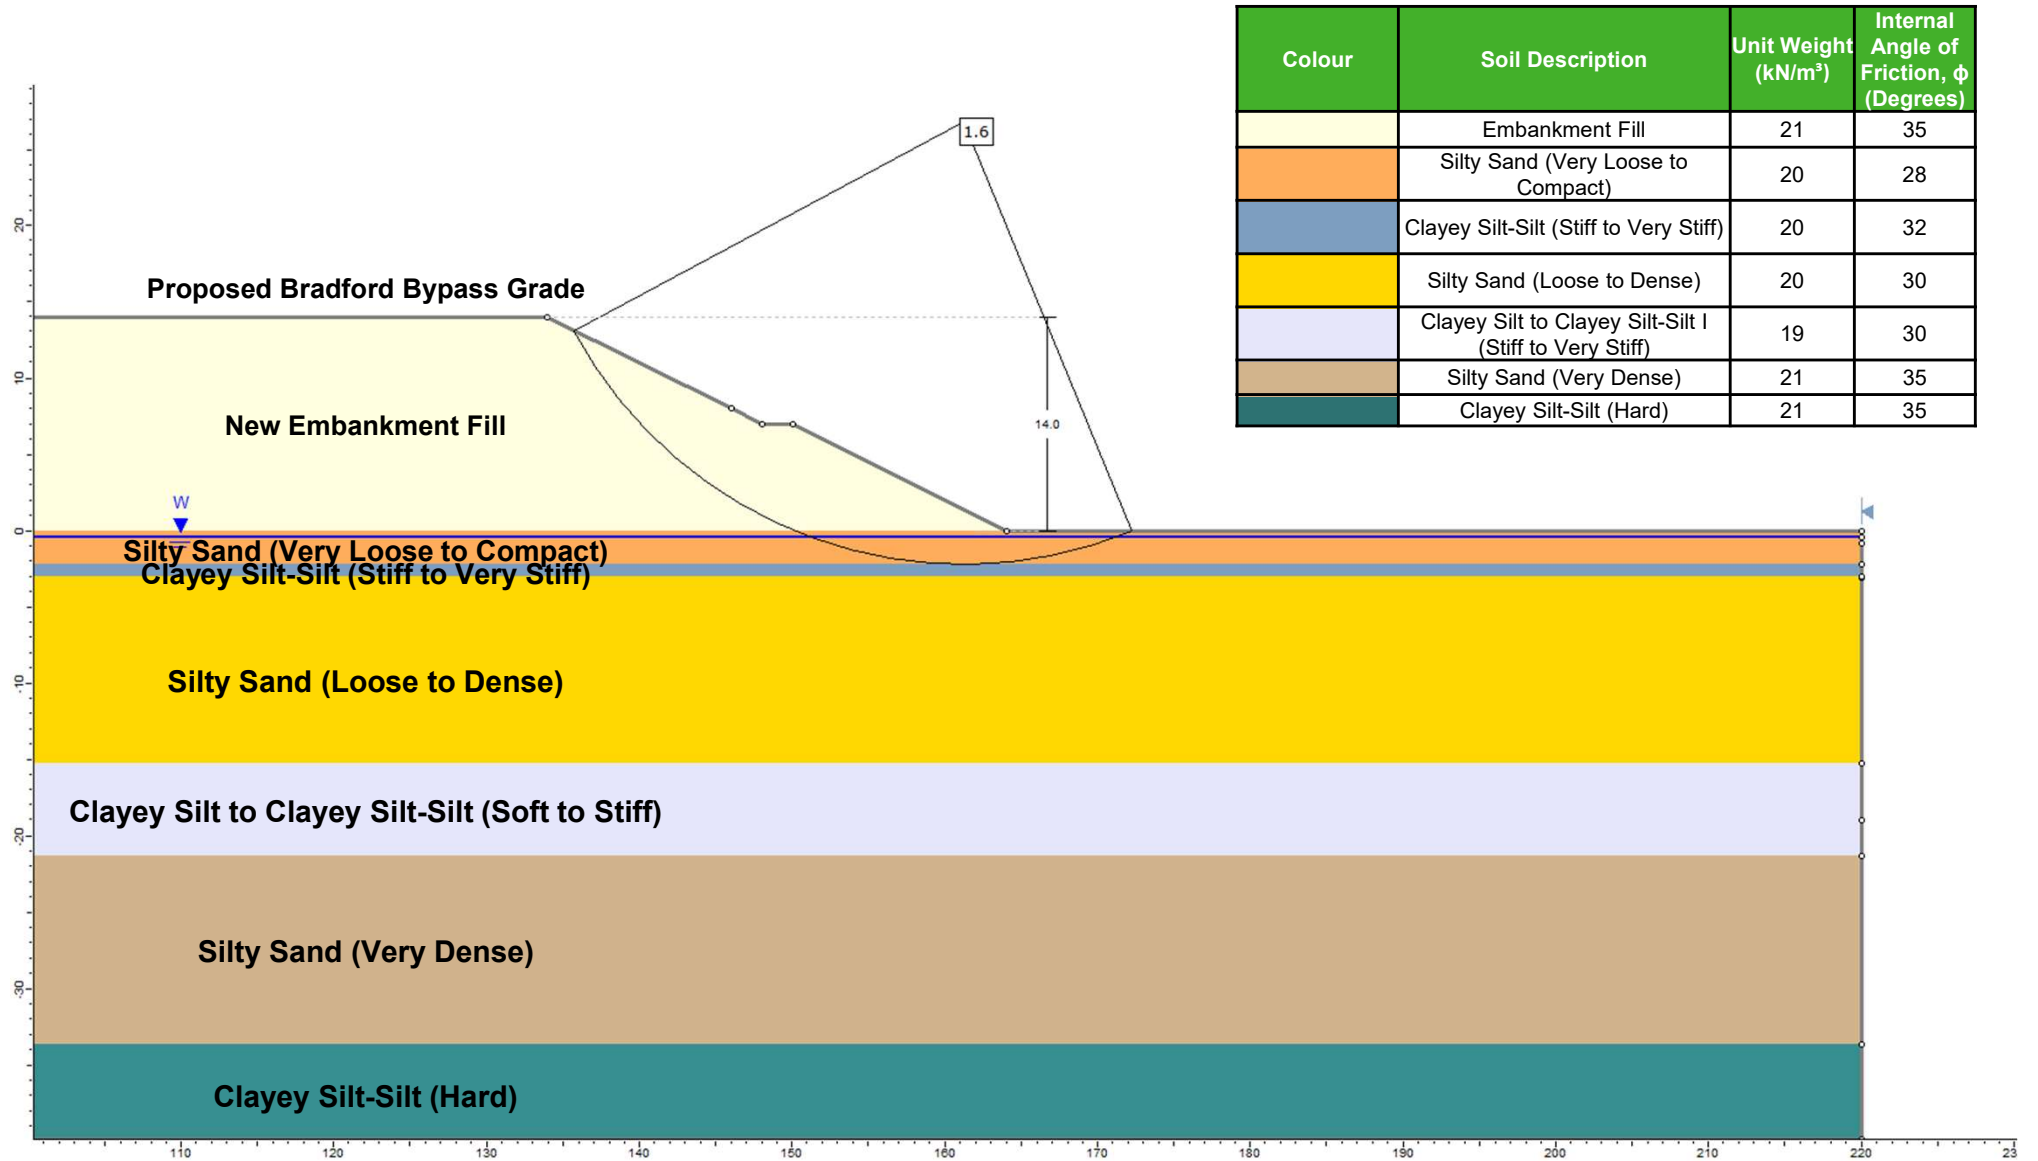 Colour
Soil Description
Unit Weight
(kN/m³)
Internal
Angle of
Friction, ϕ
(Degrees)
Embankment Fill
21
35
Silty Sand (Very Loose to
Compact)
20
28
Clayey Silt-Silt (Stiff to Very Stiff)
20
32
Silty Sand (Loose to Dense)
20
30
Clayey Silt to Clayey Silt-Silt I
(Stiff to Very Stiff)
19
30
Silty Sand (Very Dense)
21
35
Clayey Silt-Silt (Hard)
21
35
1.6
20
Proposed Bradford Bypass Grade
10
New Embankment Fill
14.0
W
0
Silty Sand (Very Loose to Compact)
Clayey Silt-Silt (Stiff to Very Stiff)
Silty Sand (Loose to Dense)
-10
Clayey Silt to Clayey Silt-Silt (Soft to Stiff)
-20
Silty Sand (Very Dense)
-30
Clayey Silt-Silt (Hard)
110 120 130 140 150 160 170 180 190 200 210 220 23